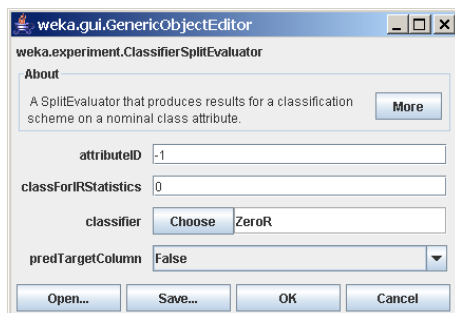 weka.gui.GenericObjectEditor
weka.experiment.ClassifierSplitEvaluator
About
A SplitEvaluator that produces results for a classification
scheme on a nominal class attribute.
More
attributeID -1
classForIRStatistics 0
classifier Choose ZeroR
predTargetColumn False
Open... Save... OK Cancel